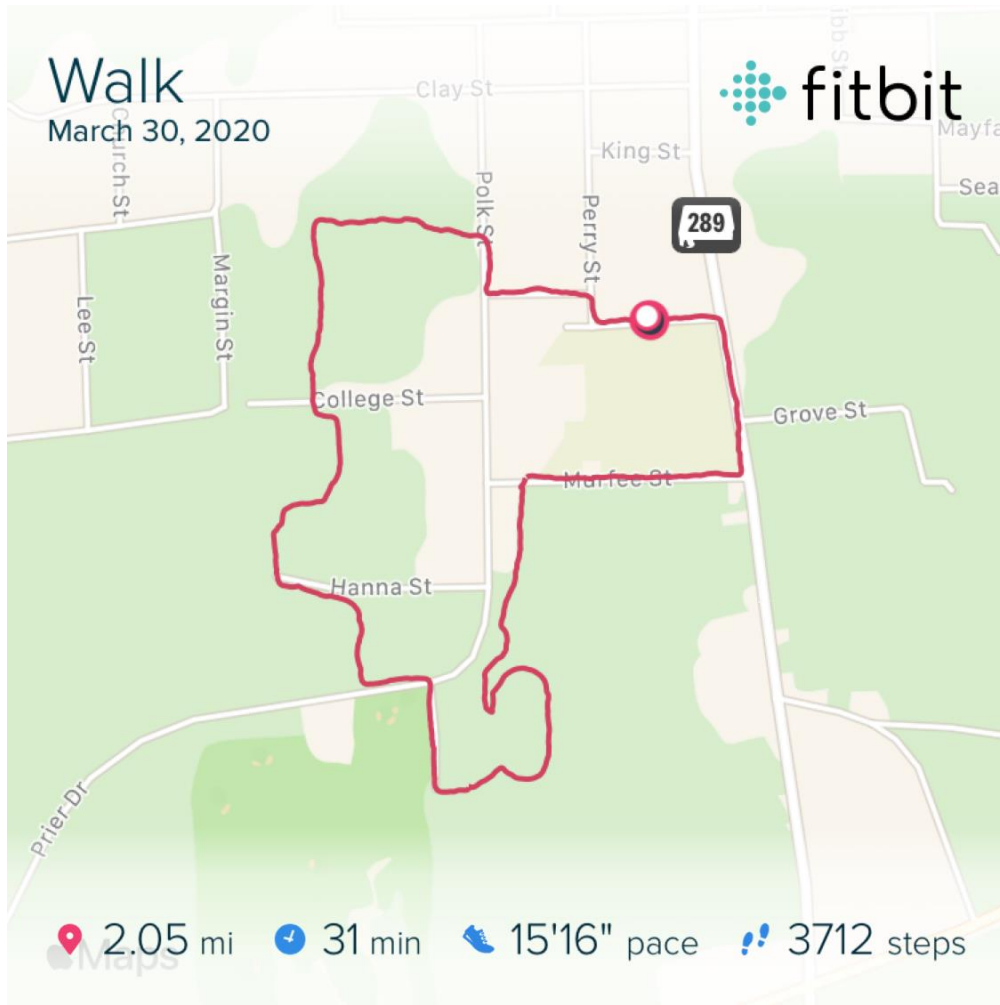 Walk
March 30, 2020
fitbit
Clay St
King St
Church St
Polk St
Perry St
289
Margin St
Lee St
College St
Grove St
Murfee St
Hanna St
Prier Dr
2.05 mi
31 min
15'16" pace
3712 steps
Maps